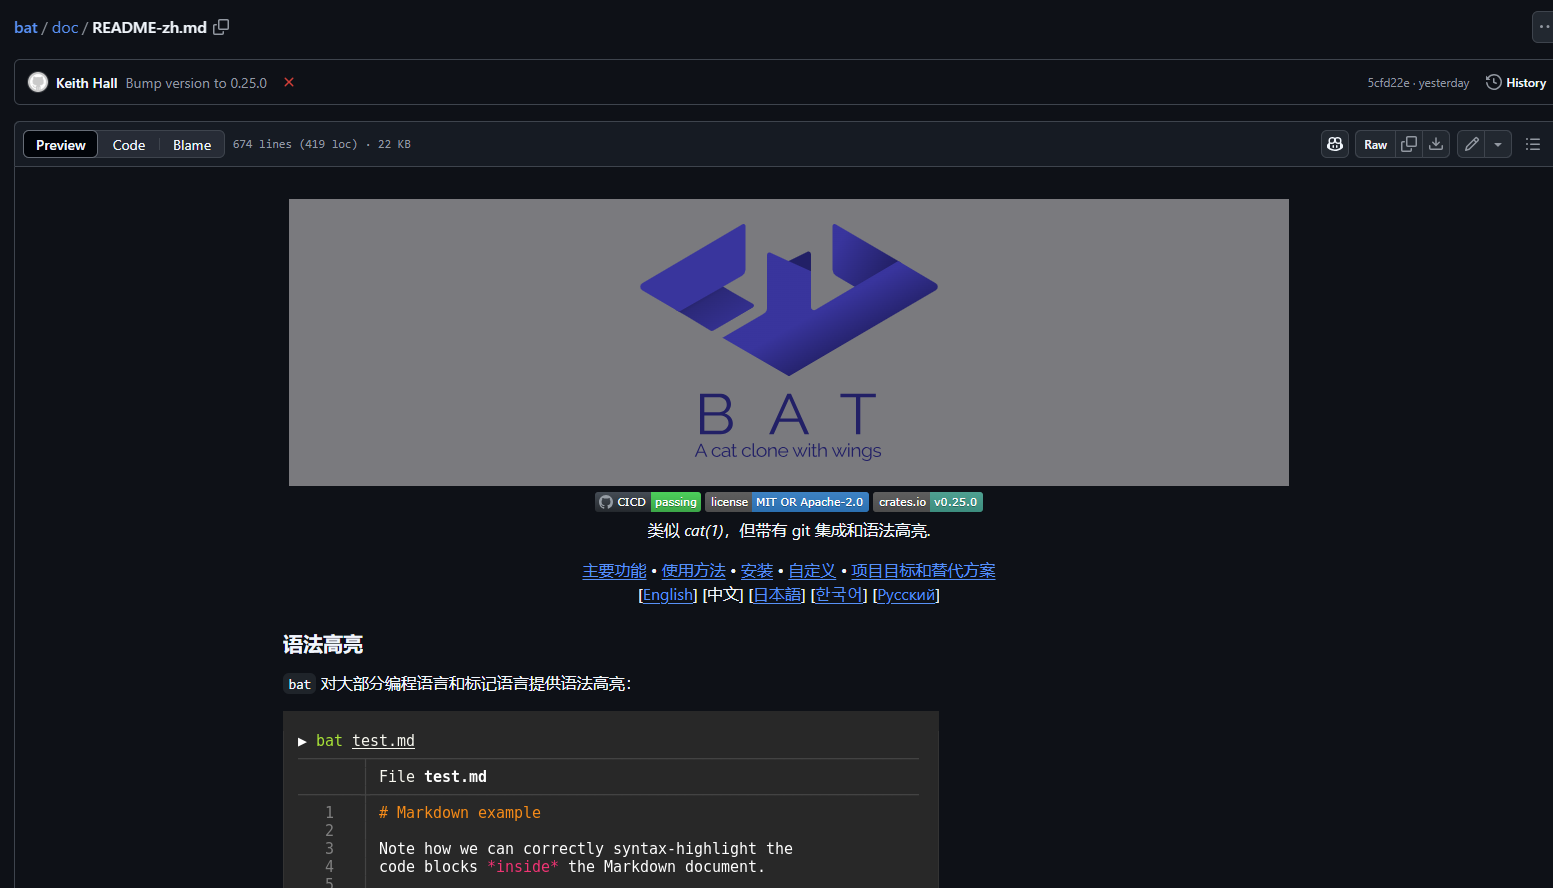 bat / doc / README-zh.md
Keith Hall Bump version to 0.25.0
5cfd22e · yesterday History
Preview Code Blame 674 lines (419 loc) · 22 KB Raw
BAT
A cat clone with wings
CICD passing license MIT OR Apache-2.0 crates.io v0.25.0
类似 cat(1)，但带有 git 集成和语法高亮.
主要功能 • 使用方法 • 安装 • 自定义 • 项目目标和替代方案
[English] [中文] [日本語] [한국어] [Русский]
语法高亮
bat 对大部分编程语言和标记语言提供语法高亮：
▶ bat test.md
File test.md
1 # Markdown example
2
3 Note how we can correctly syntax-highlight the
4 code blocks *inside* the Markdown document.
5